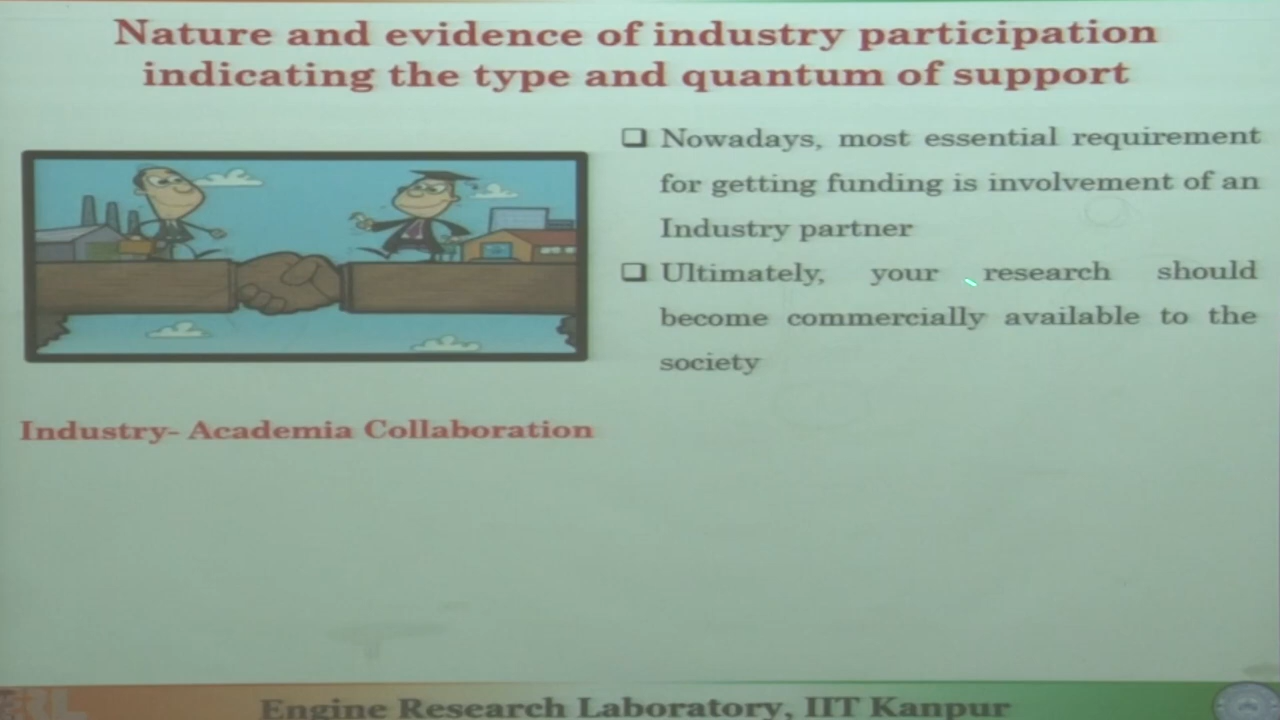 Nature and evidence of industry participation
indicating the type and quantum of support
❑ Nowadays, most essential requirement
for getting funding is involvement of an
Industry partner
❑ Ultimately, your research should
become commercially available to the
society
Industry- Academia Collaboration
ERL
Engine Research Laboratory, IIT Kanpur